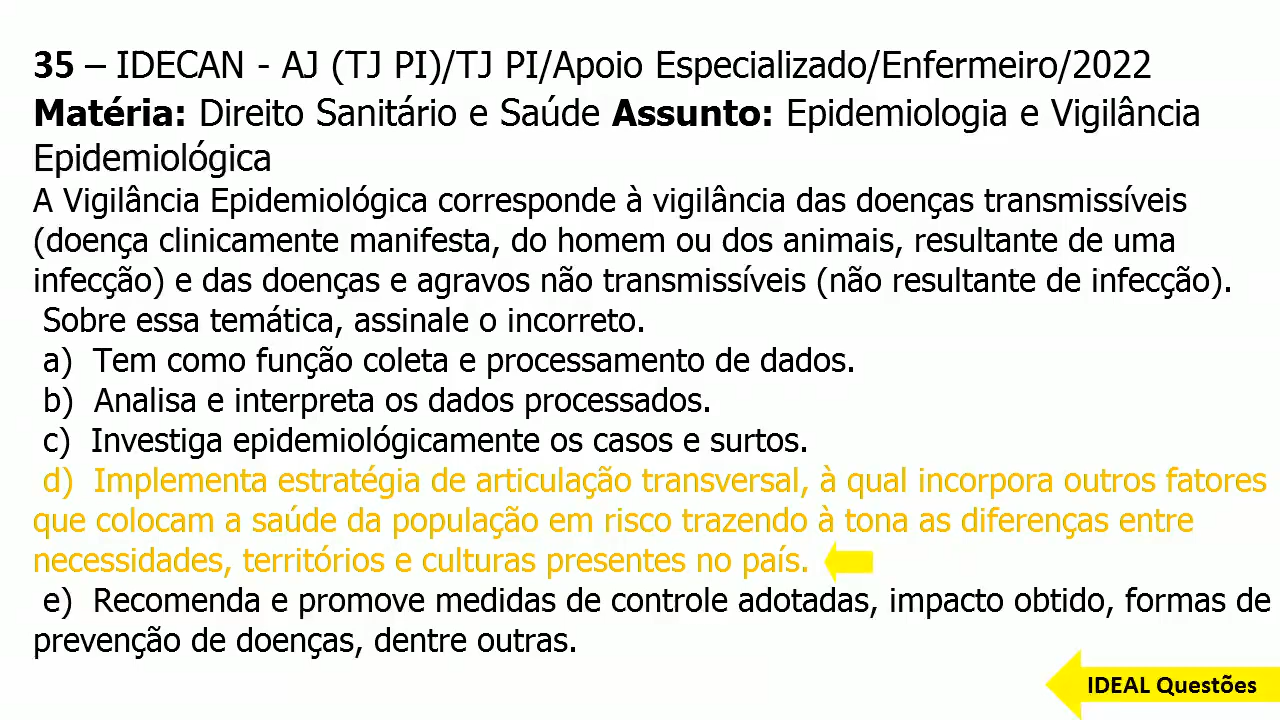 35 – IDECAN - AJ (TJ PI)/TJ PI/Apoio Especializado/Enfermeiro/2022
Matéria: Direito Sanitário e Saúde Assunto: Epidemiologia e Vigilância
Epidemiológica
A Vigilância Epidemiológica corresponde à vigilância das doenças transmissíveis
(doença clinicamente manifesta, do homem ou dos animais, resultante de uma
infecção) e das doenças e agravos não transmissíveis (não resultante de infecção).
Sobre essa temática, assinale o incorreto.
a) Tem como função coleta e processamento de dados.
b) Analisa e interpreta os dados processados.
c) Investiga epidemiológicamente os casos e surtos.
d) Implementa estratégia de articulação transversal, à qual incorpora outros fatores
que colocam a saúde da população em risco trazendo à tona as diferenças entre
necessidades, territórios e culturas presentes no país.
e) Recomenda e promove medidas de controle adotadas, impacto obtido, formas de
prevenção de doenças, dentre outras.
IDEAL Questões